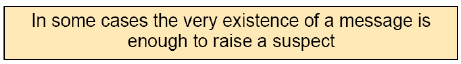 In some cases the very existence of a message is
enough to raise a suspect